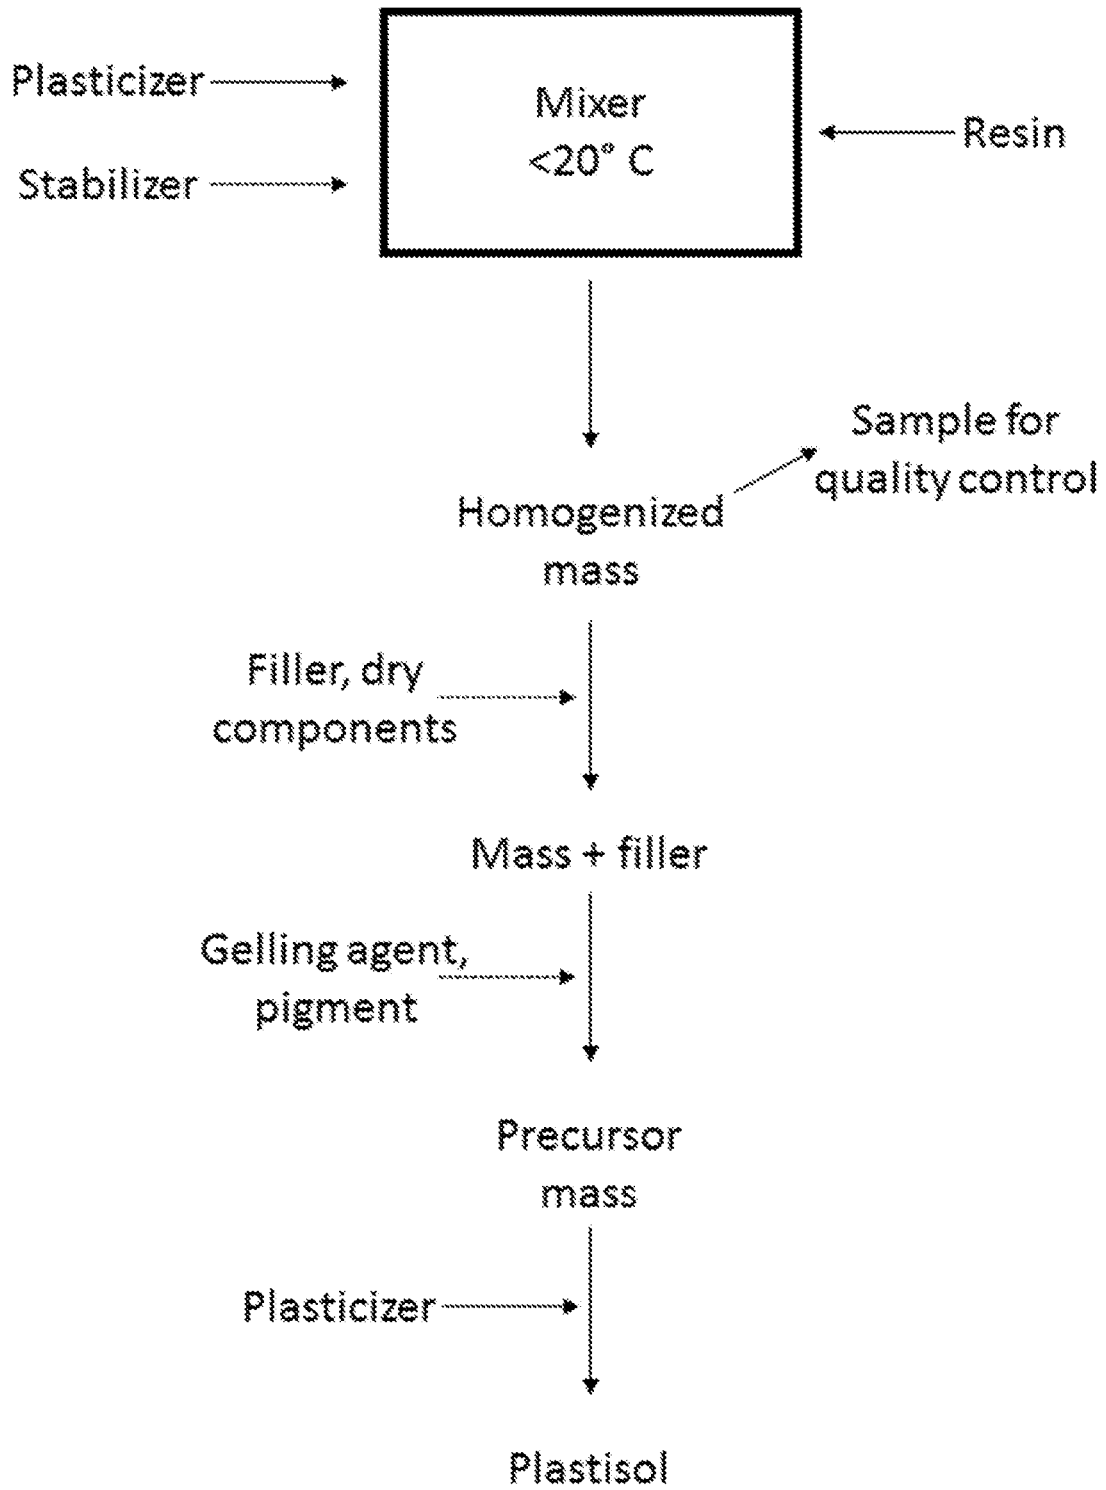 Plasticizer
Mixer
<20° C
Resin
Stabilizer
Sample for
quality control
Homogenized
mass
Filler, dry
components
Mass + filler
Gelling agent,
pigment
Precursor
mass
Plasticizer
Plastisol